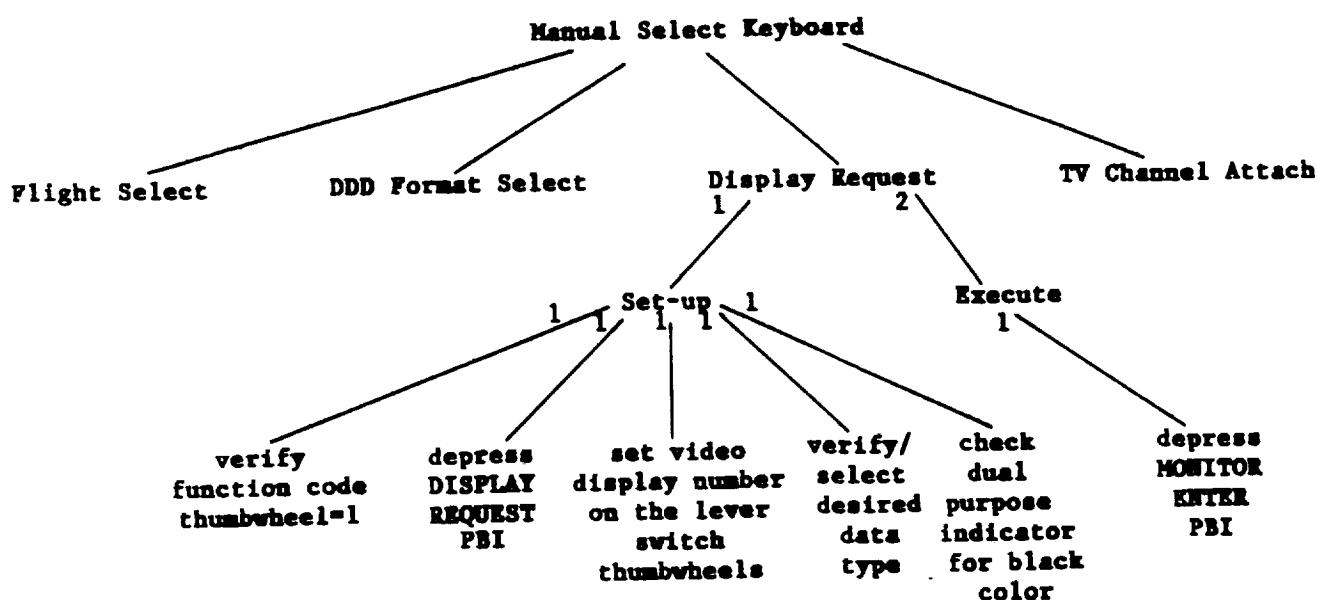 Manual Select Keyboard
Flight Select
DDD Format Select
Display Request
TV Channel Attach
1
2
Set-up
Execute
1
1
1
1
1
1
verify
function code
thumbwheel=1
depress
DISPLAY
REQUEST
PBI
set video
display number
on the lever
switch
thumbwheels
verify/
select
desired
data
type
check
dual
purpose
indicator
for black
color
depress
MONITOR
ENTER
PBI